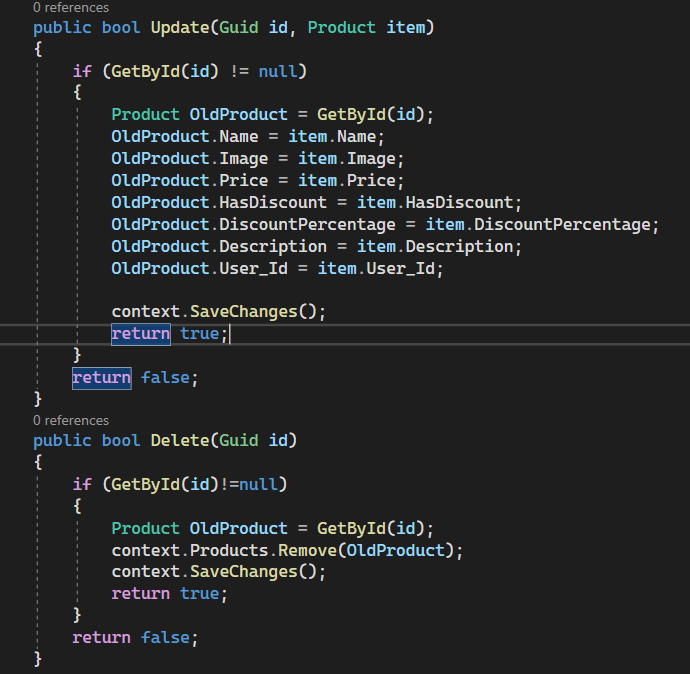 0 references
public bool Update(Guid id, Product item)
{
if (GetById(id) != null)
{
Product OldProduct = GetById(id);
OldProduct.Name = item.Name;
OldProduct.Image = item.Image;
OldProduct.Price = item.Price;
OldProduct.HasDiscount = item.HasDiscount;
OldProduct.DiscountPercentage = item.DiscountPercentage;
OldProduct.Description = item.Description;
OldProduct.User_Id = item.User_Id;
context.SaveChanges();
return true;
}
return false;
}
0 references
public bool Delete(Guid id)
{
if (GetById(id)!=null)
{
Product OldProduct = GetById(id);
context.Products.Remove(OldProduct);
context.SaveChanges();
return true;
}
return false;
}